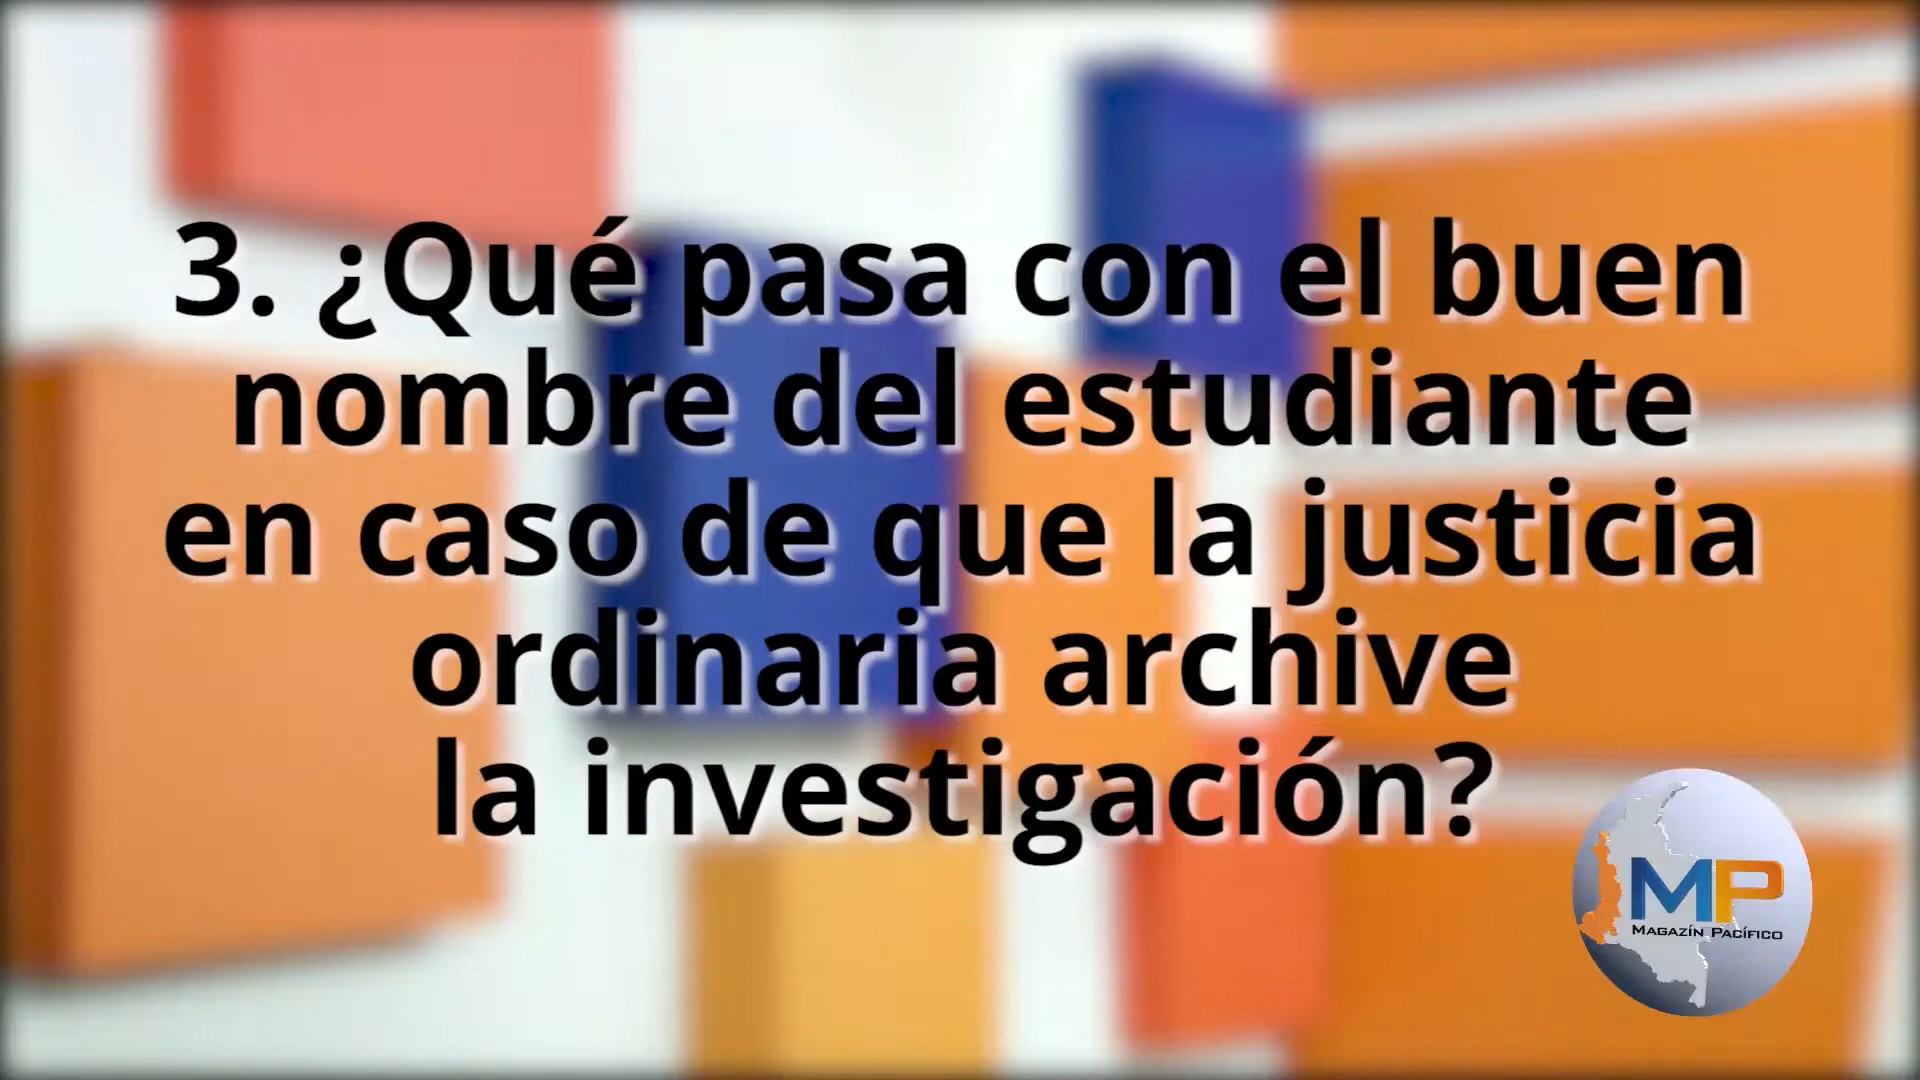 3. ¿Qué pasa con el buen
nombre del estudiante
en caso de que la justicia
ordinaria archive
la investigación?
MP
MAGAZÍN PACÍFICO